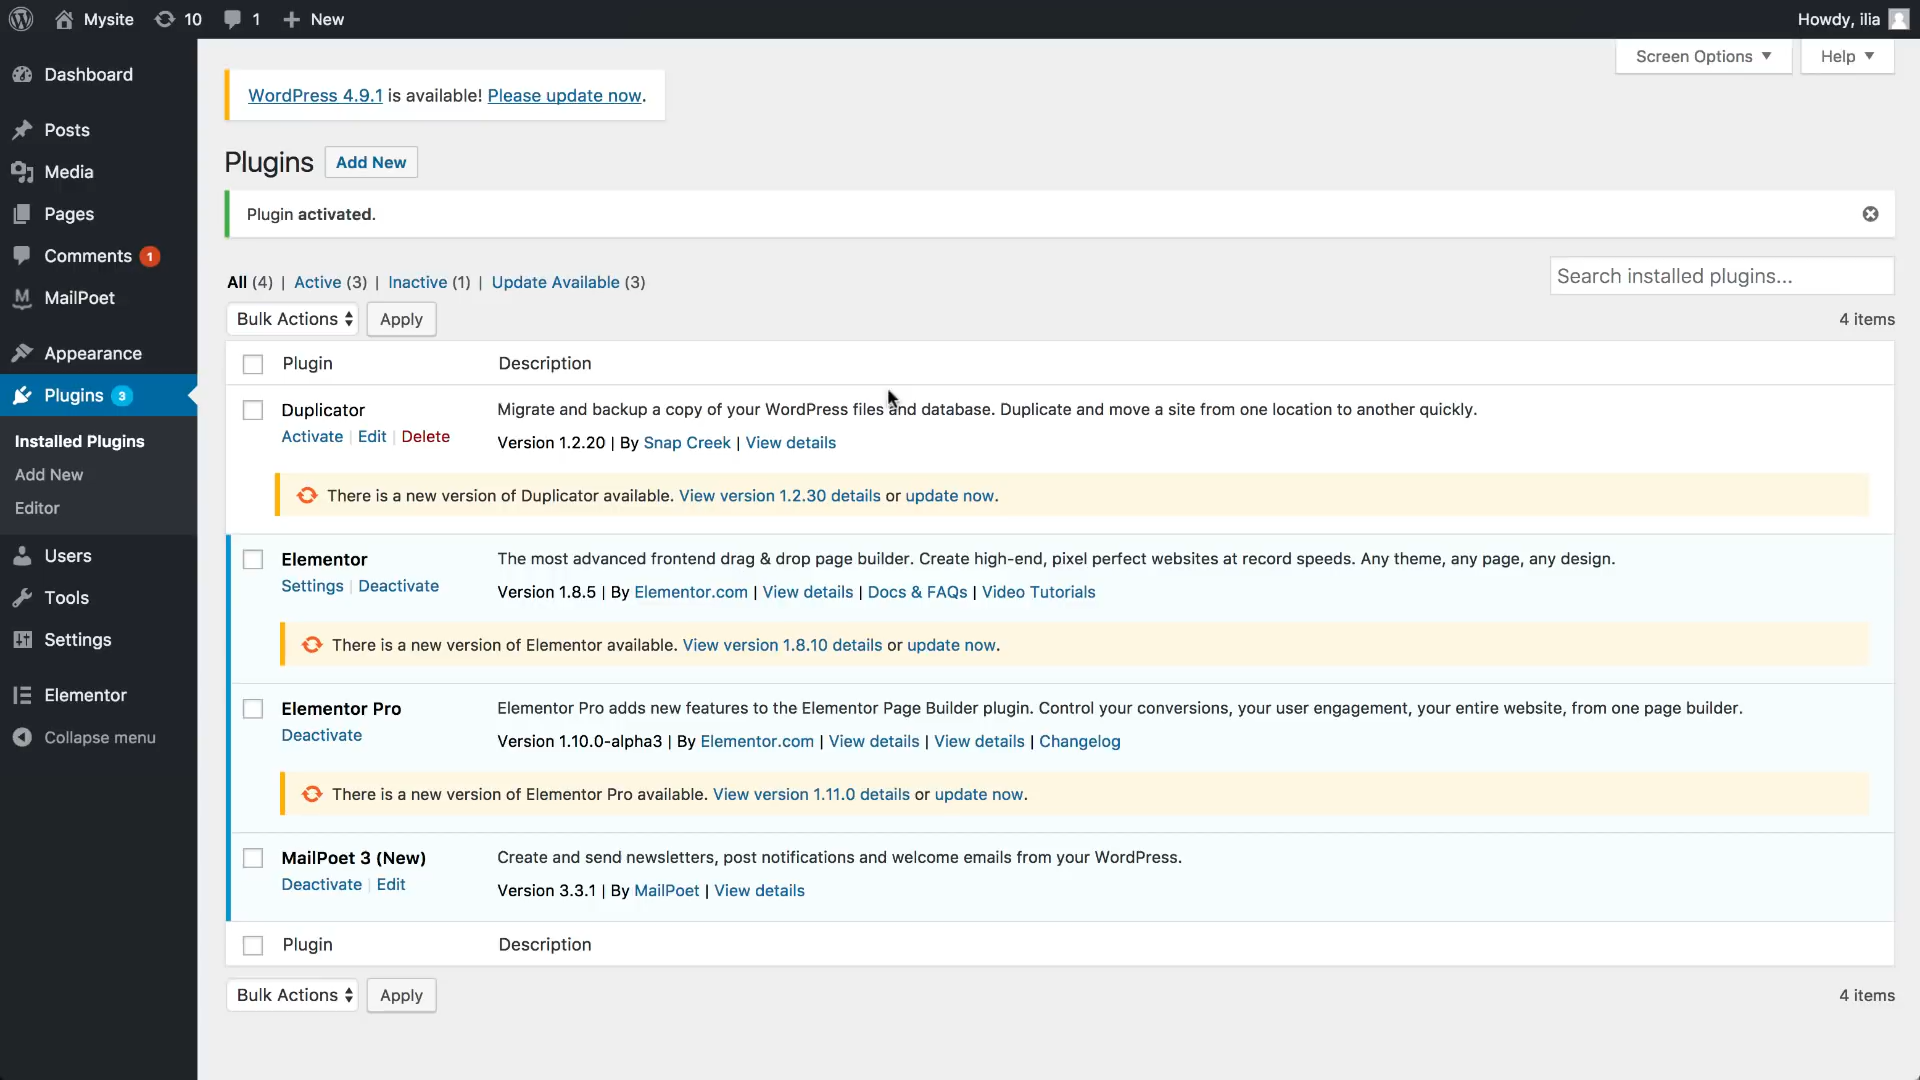 Mysite 10 1 New Howdy, ilia
Screen Options Help
Dashboard
Posts
Media
Pages
Comments 1
MailPoet
Appearance
Plugins 3
Installed Plugins
Add New
Editor
Users
Tools
Settings
Elementor
Collapse menu
WordPress 4.9.1 is available! Please update now.
Plugins Add New
Plugin activated.
All (4) | Active (3) | Inactive (1) | Update Available (3)
Search installed plugins...
Bulk Actions Apply 4 items
Plugin Description
Duplicator Migrate and backup a copy of your WordPress files and database. Duplicate and move a site from one location to another quickly.
Activate | Edit | Delete Version 1.2.20 | By Snap Creek | View details
There is a new version of Duplicator available. View version 1.2.30 details or update now.
Elementor The most advanced frontend drag & drop page builder. Create high-end, pixel perfect websites at record speeds. Any theme, any page, any design.
Settings | Deactivate Version 1.8.5 | By Elementor.com | View details | Docs & FAQs | Video Tutorials
There is a new version of Elementor available. View version 1.8.10 details or update now.
Elementor Pro Elementor Pro adds new features to the Elementor Page Builder plugin. Control your conversions, your user engagement, your entire website, from one page builder.
Deactivate Version 1.10.0-alpha3 | By Elementor.com | View details | View details | Changelog
There is a new version of Elementor Pro available. View version 1.11.0 details or update now.
MailPoet 3 (New) Create and send newsletters, post notifications and welcome emails from your WordPress.
Deactivate | Edit Version 3.3.1 | By MailPoet | View details
Plugin Description
Bulk Actions Apply 4 items